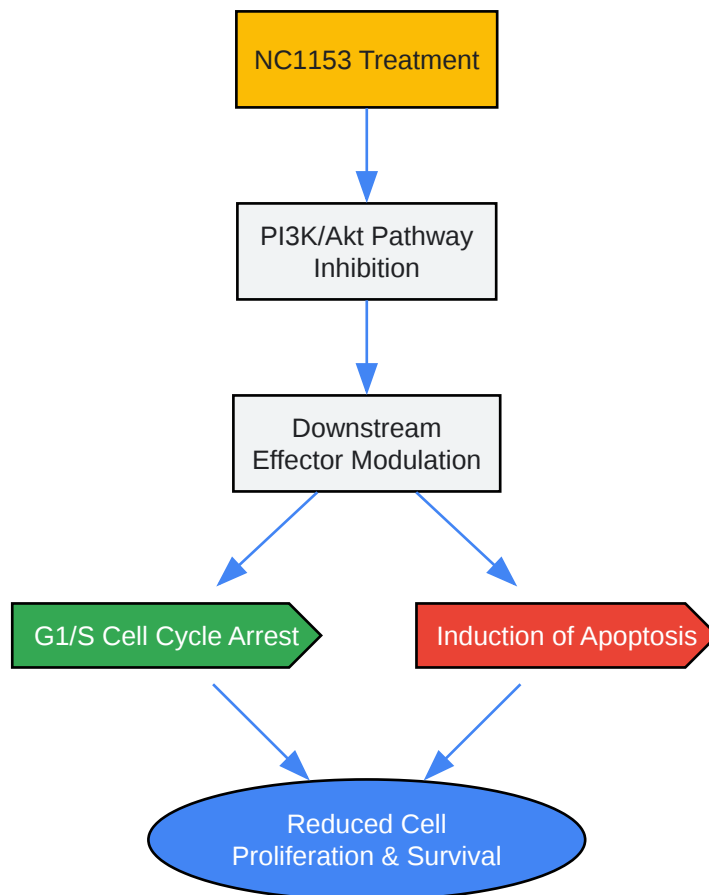 NC1153 Treatment
PI3K/Akt Pathway
Inhibition
Downstream
Effector Modulation
G1/S Cell Cycle Arrest
Induction of Apoptosis
Reduced Cell
Proliferation & Survival